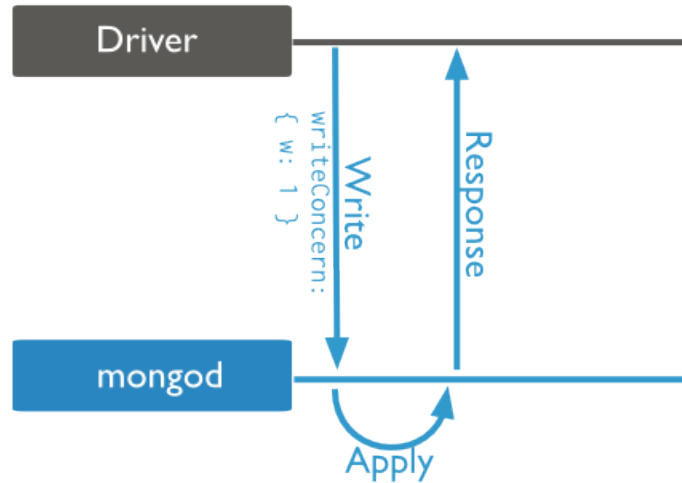 Driver
writeConcern:
{ w: 1 }
Write
Response
mongod
Apply